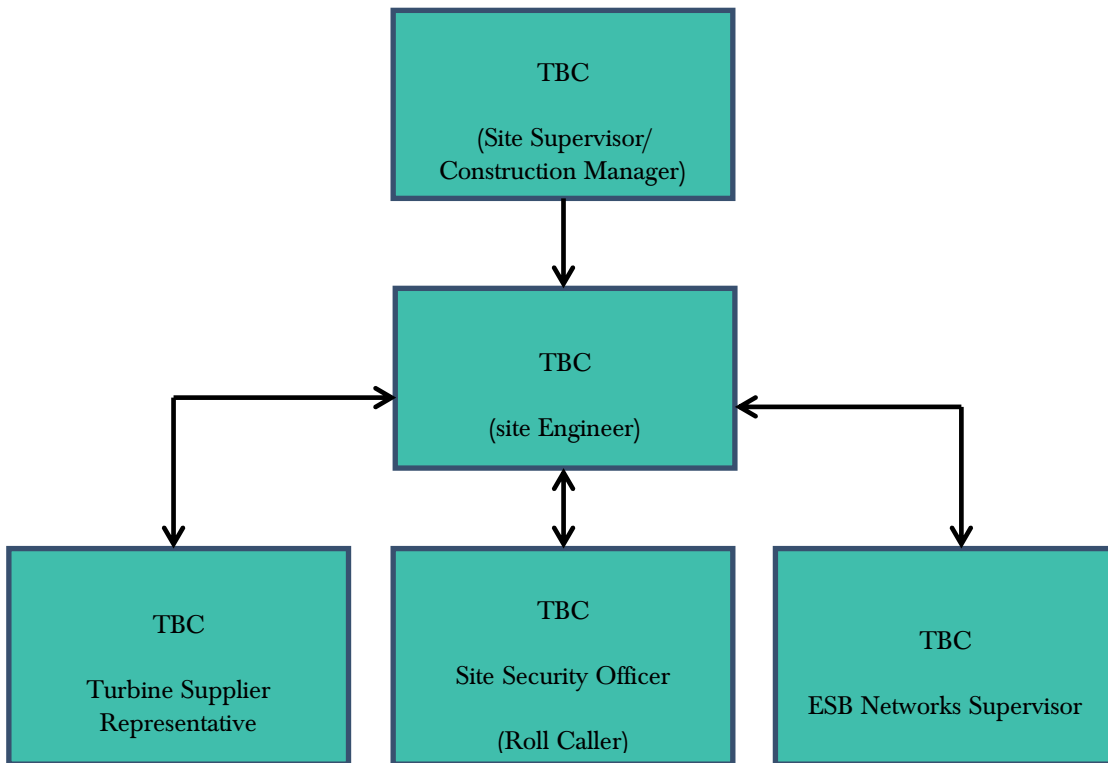 TBC
(Site Supervisor/
Construction Manager)
TBC
(site Engineer)
TBC
Turbine Supplier
Representative
TBC
Site Security Officer
(Roll Caller)
TBC
ESB Networks Supervisor